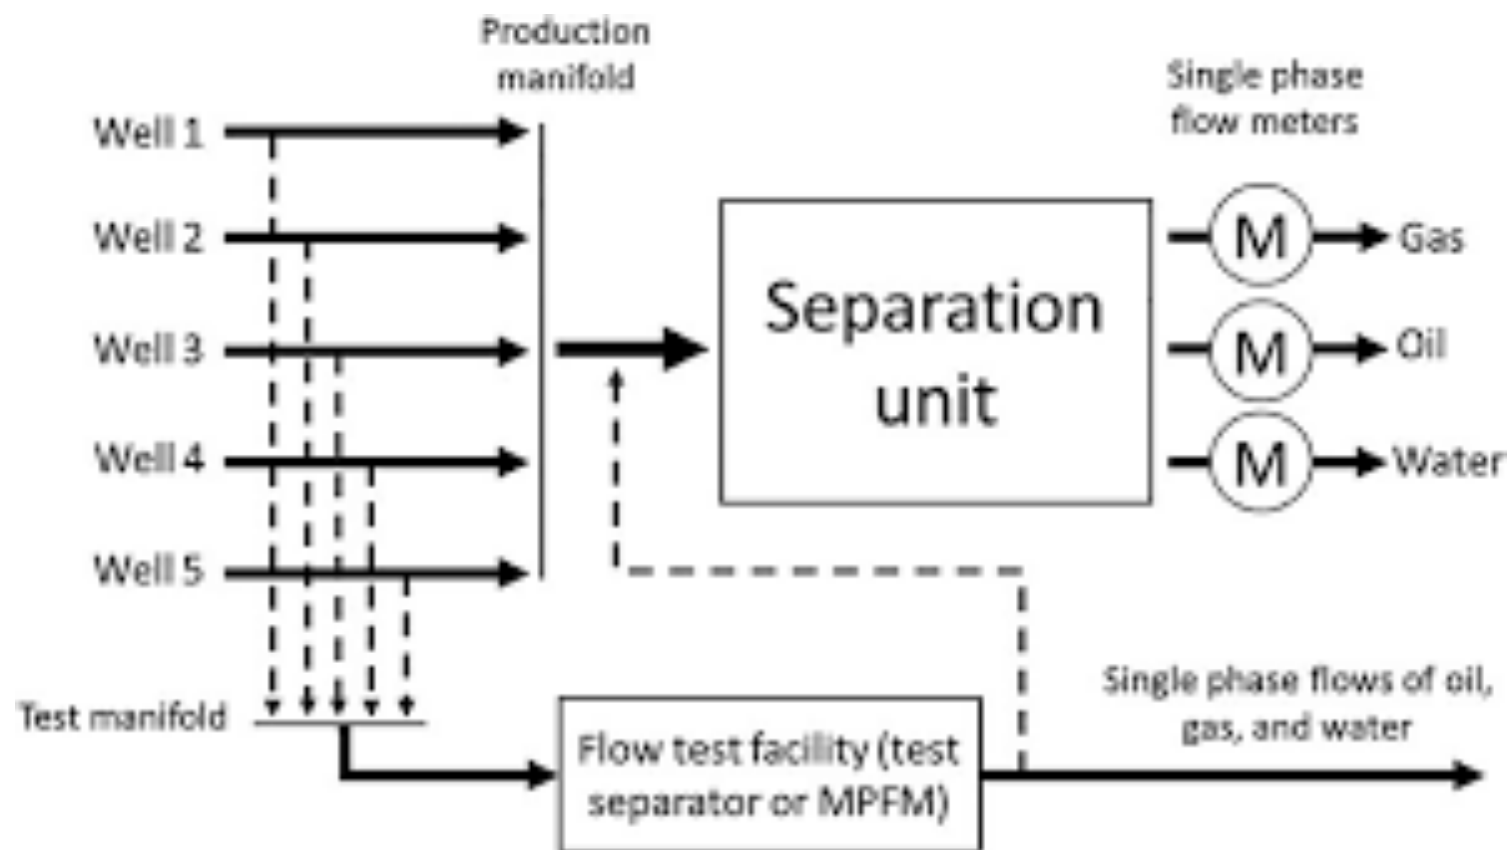 Production
manifold
Single phase
flow meters
Well 1
Well 2
Well 3
Well 4
Well 5
Separation
unit
M
Gas
M
Oil
M
Water
Test manifold
Flow test facility (test
separator or MPFM)
Single phase flows of oil,
gas, and water